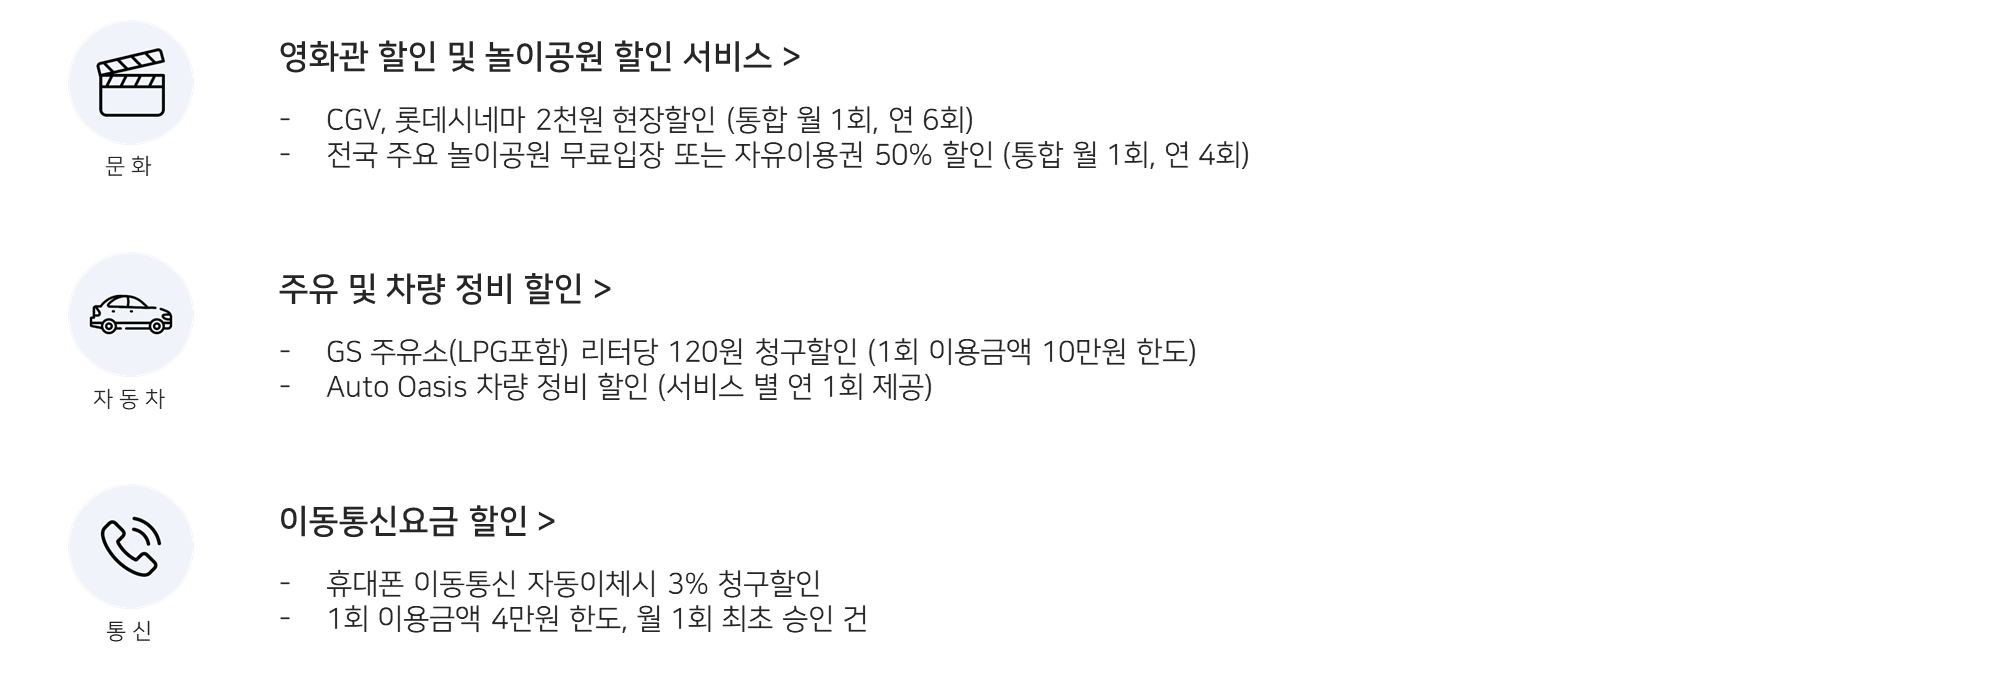 영화관 할인 및 놀이공원 할인 서비스 >
- CGV, 롯데시네마 2천원 현장할인 (통합 월 1회, 연 6회)
- 전국 주요 놀이공원 무료입장 또는 자유이용권 50% 할인 (통합 월 1회, 연 4회)
문 화
주유 및 차량 정비 할인 >
- GS 주유소(LPG포함) 리터당 120원 청구할인 (1회 이용금액 10만원 한도)
- Auto Oasis 차량 정비 할인 (서비스 별 연 1회 제공)
자 동 차
이동통신요금 할인 >
- 휴대폰 이동통신 자동이체시 3% 청구할인
- 1회 이용금액 4만원 한도, 월 1회 최초 승인 건
통 신